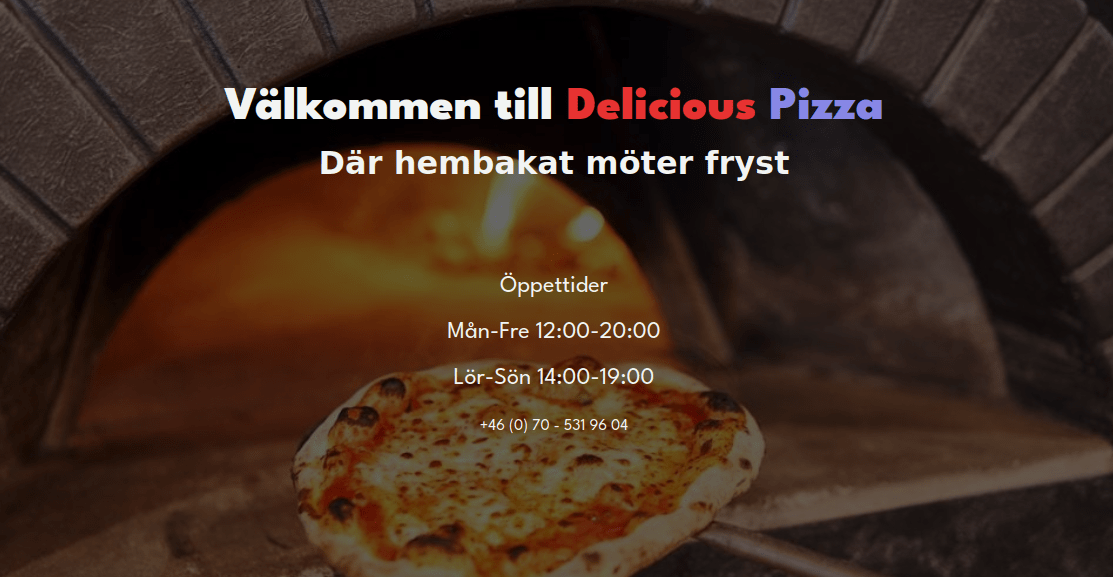 Välkommen till Delicious Pizza
Där hembakat möter fryst
Öppettider
Mån-Fre 12:00-20:00
Lör-Sön 14:00-19:00
+46 (0) 70 - 531 96 04